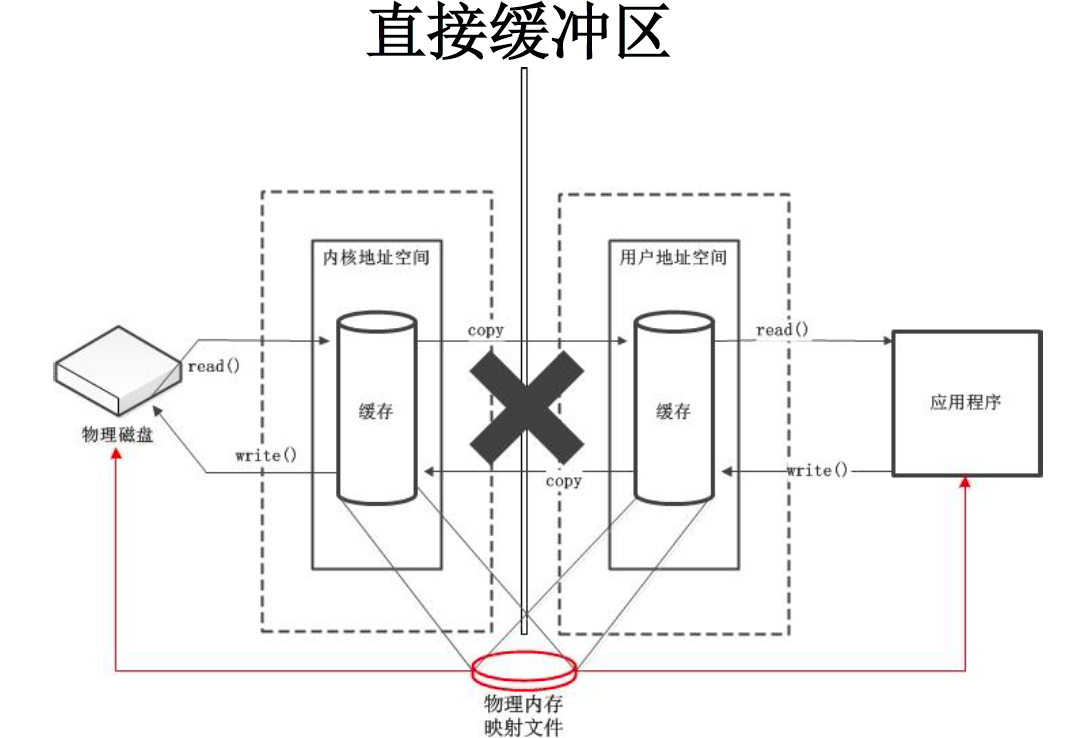 直接缓冲区
内核地址空间
用户地址空间
copy
read()
read()
缓存
缓存
应用程序
物理磁盘
write()
write()
copy
物理内存
映射文件